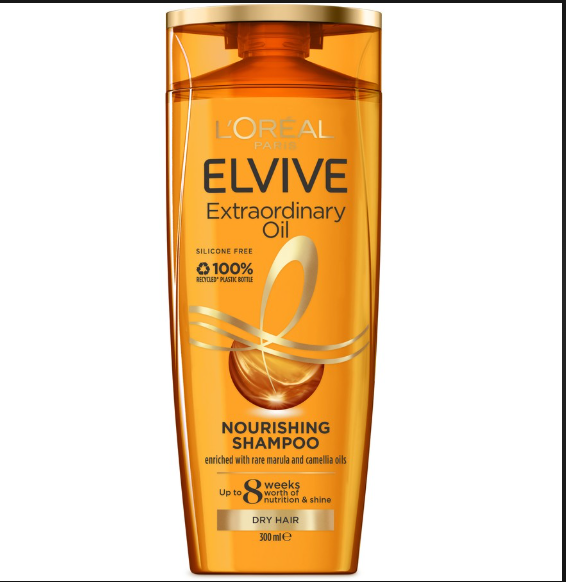 L'ORÉAL
PARIS
ELVIVE
Extraordinary
Oil
SILICONE FREE
100%
RECYCLED* PLASTIC BOTTLE
NOURISHING
SHAMPOO
enriched with rare marula and camellia oils
Up to 8 weeks
worth of
nutrition & shine
DRY HAIR
300 ml ℮